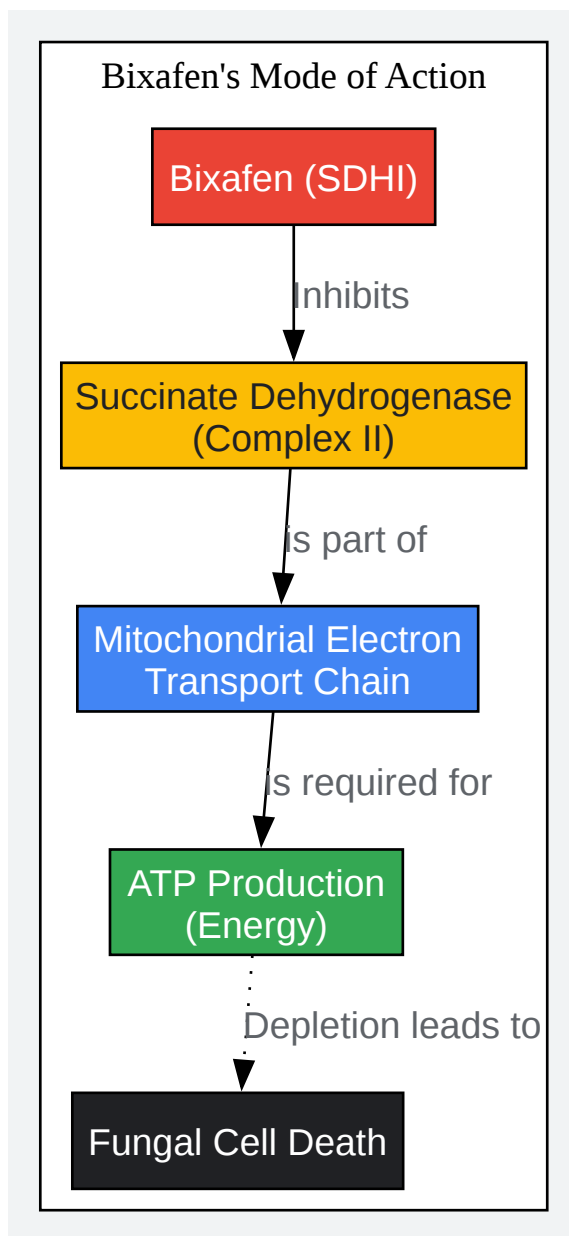 Bixafen's Mode of Action
Bixafen (SDHI)
Inhibits
Succinate Dehydrogenase
(Complex II)
is part of
Mitochondrial Electron
Transport Chain
is required for
ATP Production
(Energy)
Depletion leads to
Fungal Cell Death